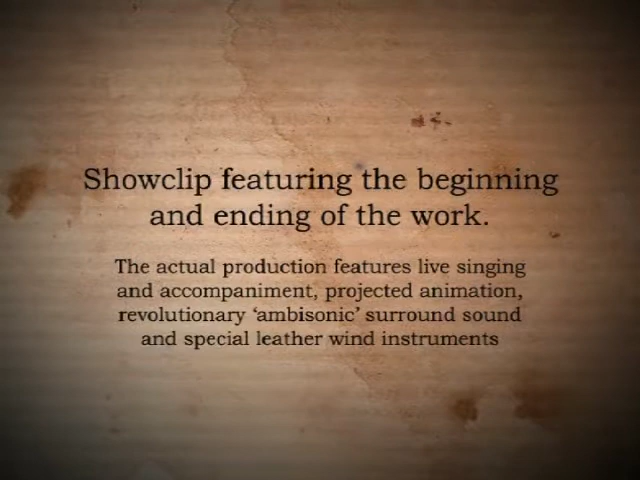 Showclip featuring the beginning
and ending of the work.
The actual production features live singing
and accompaniment, projected animation,
revolutionary ‘ambisonic’ surround sound
and special leather wind instruments